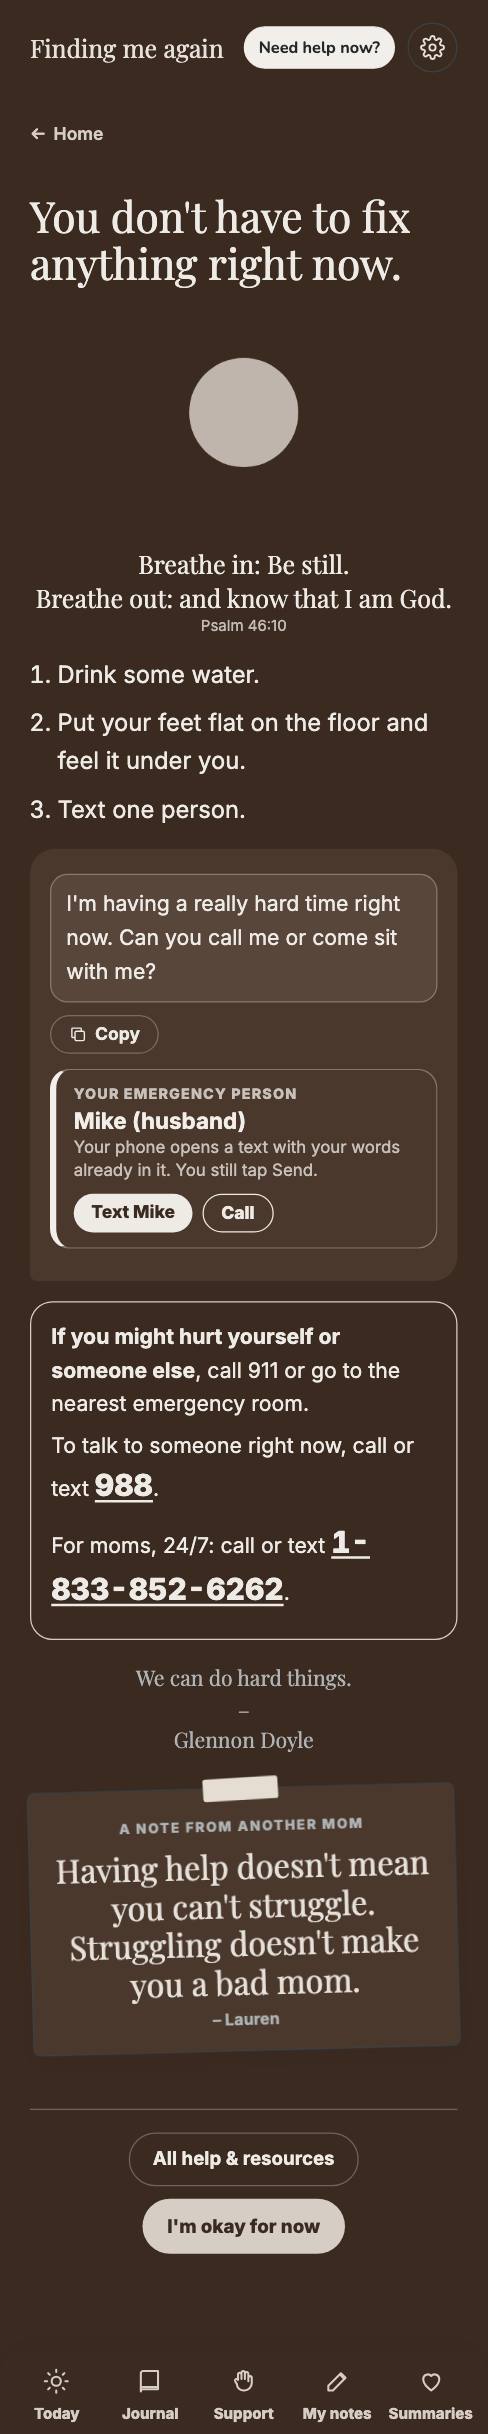 Finding me again
Need help now?
← Home
You don't have to fix
anything right now.
Breathe in: Be still.
Breathe out: and know that I am God.
Psalm 46:10
1. Drink some water.
2. Put your feet flat on the floor and
feel it under you.
3. Text one person.
I'm having a really hard time right
now. Can you call me or come sit
with me?
Copy
YOUR EMERGENCY PERSON
Mike (husband)
Your phone opens a text with your words
already in it. You still tap Send.
Text Mike
Call
If you might hurt yourself or
someone else, call 911 or go to the
nearest emergency room.
To talk to someone right now, call or
text 988.
For moms, 24/7: call or text 1-
833-852-6262.
We can do hard things.
–
Glennon Doyle
A NOTE FROM ANOTHER MOM
Having help doesn't mean
you can't struggle.
Struggling doesn't make
you a bad mom.
– Lauren
All help & resources
I'm okay for now
Today
Journal
Support
My notes
Summaries